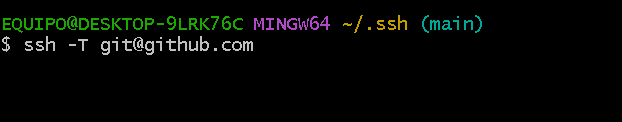 EQUIPO@DESKTOP-9LRK76C MINGW64 ~/.ssh (main)
$ ssh -T git@github.com